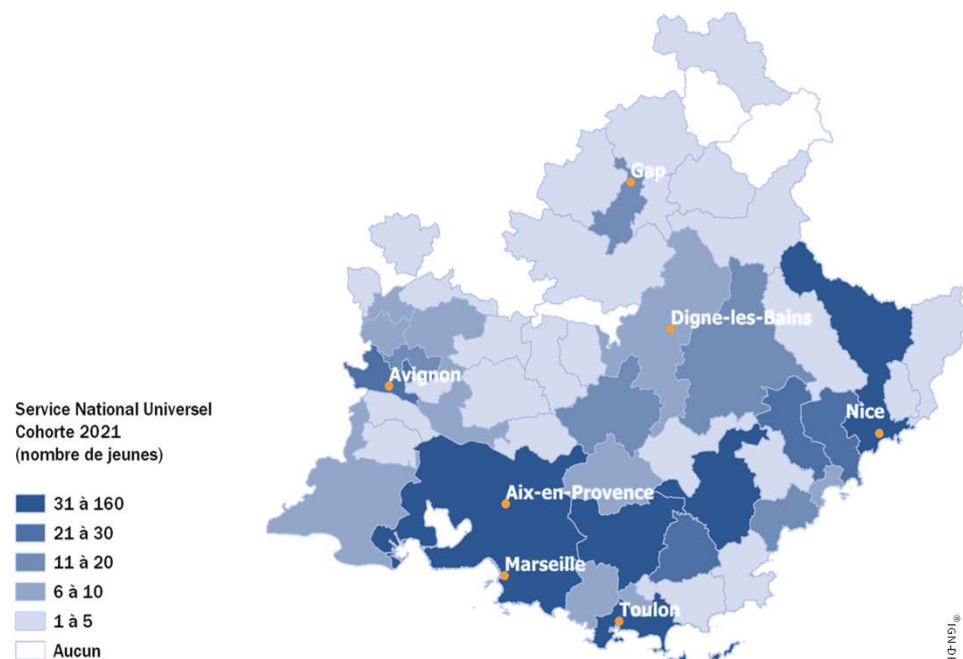 Gap
Digne-les-Bains
Avignon
Nice
Aix-en-Provence
Marseille
Toulon
Service National Universel
Cohorte 2021
(nombre de jeunes)
31 à 160
21 à 30
11 à 20
6 à 10
1 à 5
Aucun